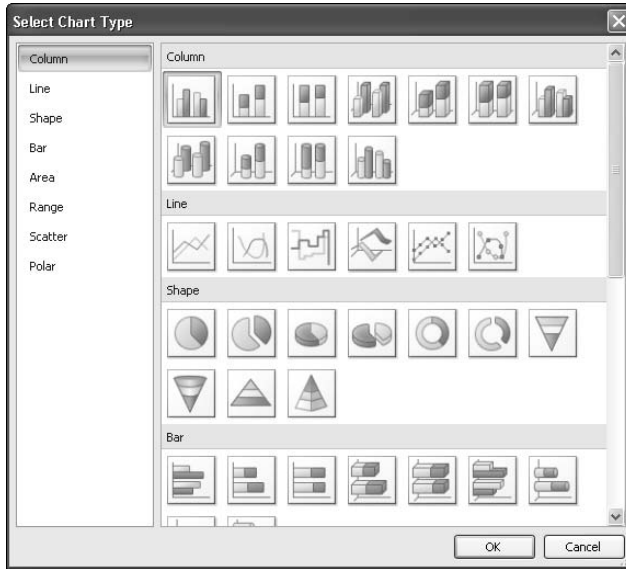 Select Chart Type
Column
Line
Shape
Bar
Area
Range
Scatter
Polar
Column
Line
Shape
Bar
OK
Cancel